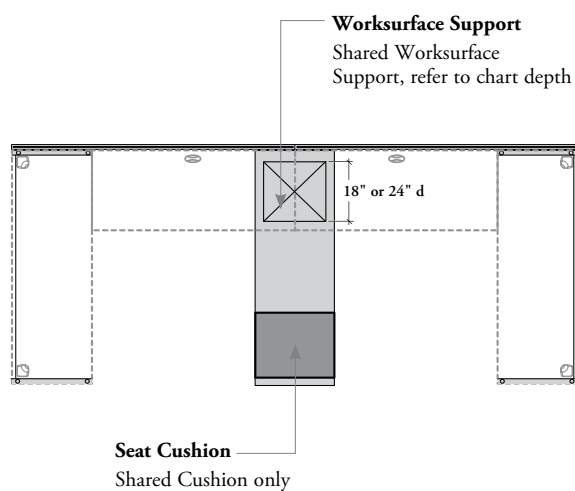 Worksurface Support
Shared Worksurface
Support, refer to chart depth
18" or 24" d
Seat Cushion
Shared Cushion only